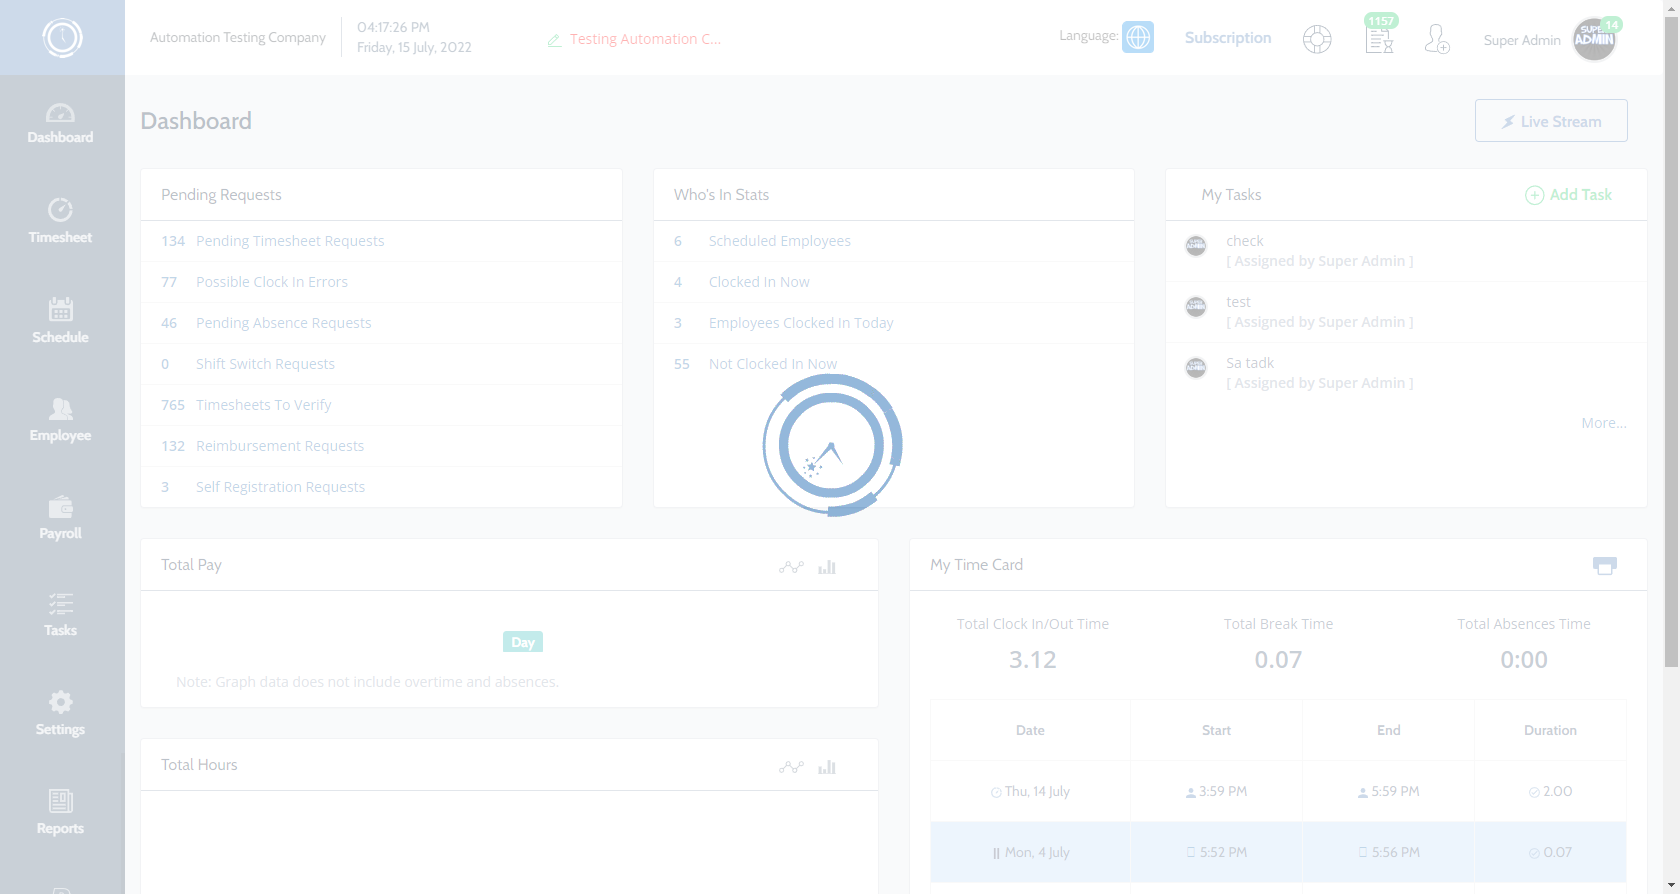 Automation Testing Company
04:17:26 PM
Friday, 15 July, 2022
Testing Automation C...
Language:
Subscription
1157
Super Admin
SUPER
ADMIN
14
Dashboard
Timesheet
Schedule
Employee
Payroll
Tasks
Settings
Reports
Dashboard
Live Stream
Pending Requests
134 Pending Timesheet Requests
77 Possible Clock In Errors
46 Pending Absence Requests
0 Shift Switch Requests
765 Timesheets To Verify
132 Reimbursement Requests
3 Self Registration Requests
Who's In Stats
6 Scheduled Employees
4 Clocked In Now
3 Employees Clocked In Today
55 Not Clocked In Now
My Tasks
Add Task
check
[ Assigned by Super Admin ]
test
[ Assigned by Super Admin ]
Sa tadk
[ Assigned by Super Admin ]
More...
Total Pay
Day
Note: Graph data does not include overtime and absences.
Total Hours
My Time Card
Total Clock In/Out Time Total Break Time Total Absences Time
3.12 0.07 0:00
Date Start End Duration
Thu, 14 July 3:59 PM 5:59 PM 2.00
Mon, 4 July 5:52 PM 5:56 PM 0.07